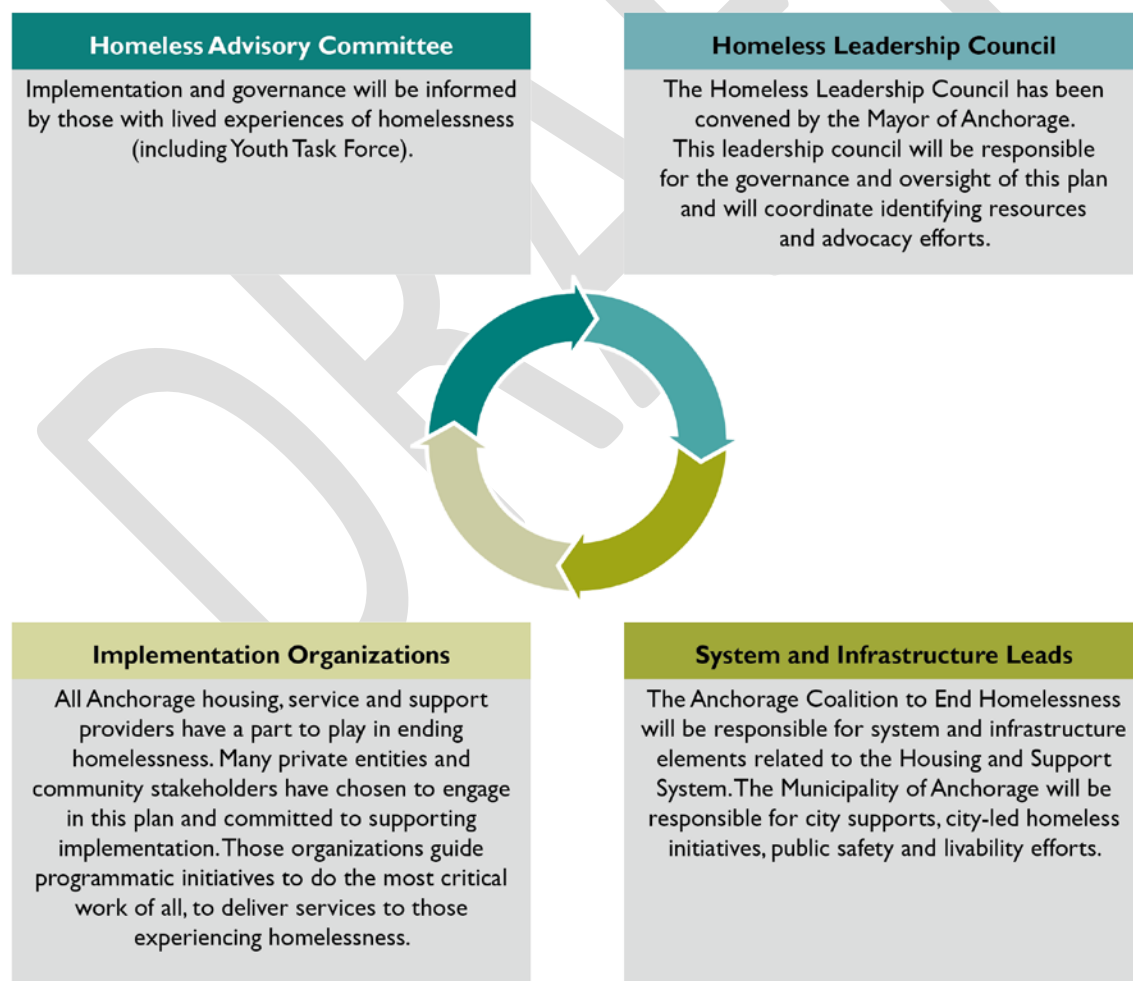 Homeless Advisory Committee
Implementation and governance will be informed
by those with lived experiences of homelessness
(including Youth Task Force).
Homeless Leadership Council
The Homeless Leadership Council has been
convened by the Mayor of Anchorage.
This leadership council will be responsible
for the governance and oversight of this plan
and will coordinate identifying resources
and advocacy efforts.
Implementation Organizations
All Anchorage housing, service and support
providers have a part to play in ending
homelessness. Many private entities and
community stakeholders have chosen to engage
in this plan and committed to supporting
implementation. Those organizations guide
programmatic initiatives to do the most critical
work of all, to deliver services to those
experiencing homelessness.
System and Infrastructure Leads
The Anchorage Coalition to End Homelessness
will be responsible for system and infrastructure
elements related to the Housing and Support
System. The Municipality of Anchorage will be
responsible for city supports, city-led homeless
initiatives, public safety and livability efforts.